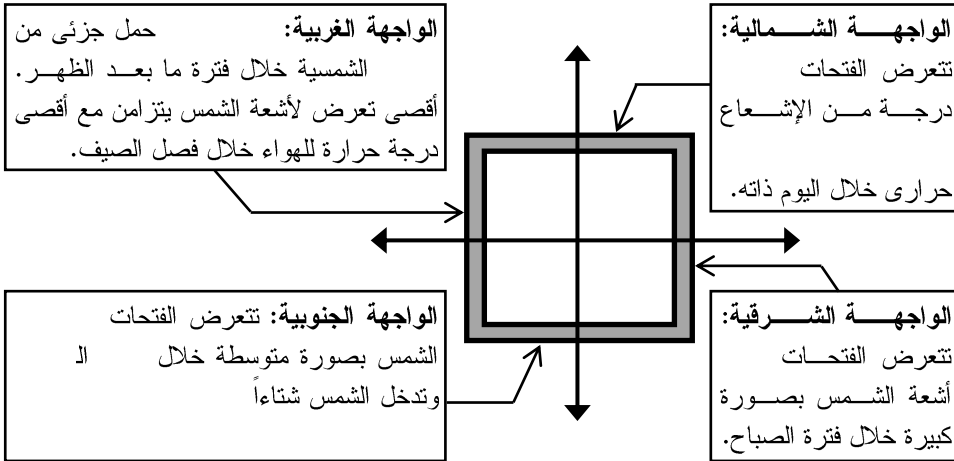 الواجهة الشمالية:
تتعرض الفتحات
درجة من الإشعاع
حرارى خلال اليوم ذاته.
الواجهة الغربية: حمل جزئى من
الشمسية خلال فترة ما بعد الظهر.
أقصى تعرض لأشعة الشمس يتزامن مع أقصى
درجة حرارة للهواء خلال فصل الصيف.
الواجهة الشرقية:
تتعرض الفتحات
أشعة الشمس بصورة
كبيرة خلال فترة الصباح.
الواجهة الجنوبية: تتعرض الفتحات
الشمس بصورة متوسطة خلال الـ
وتدخل الشمس شتاءاً